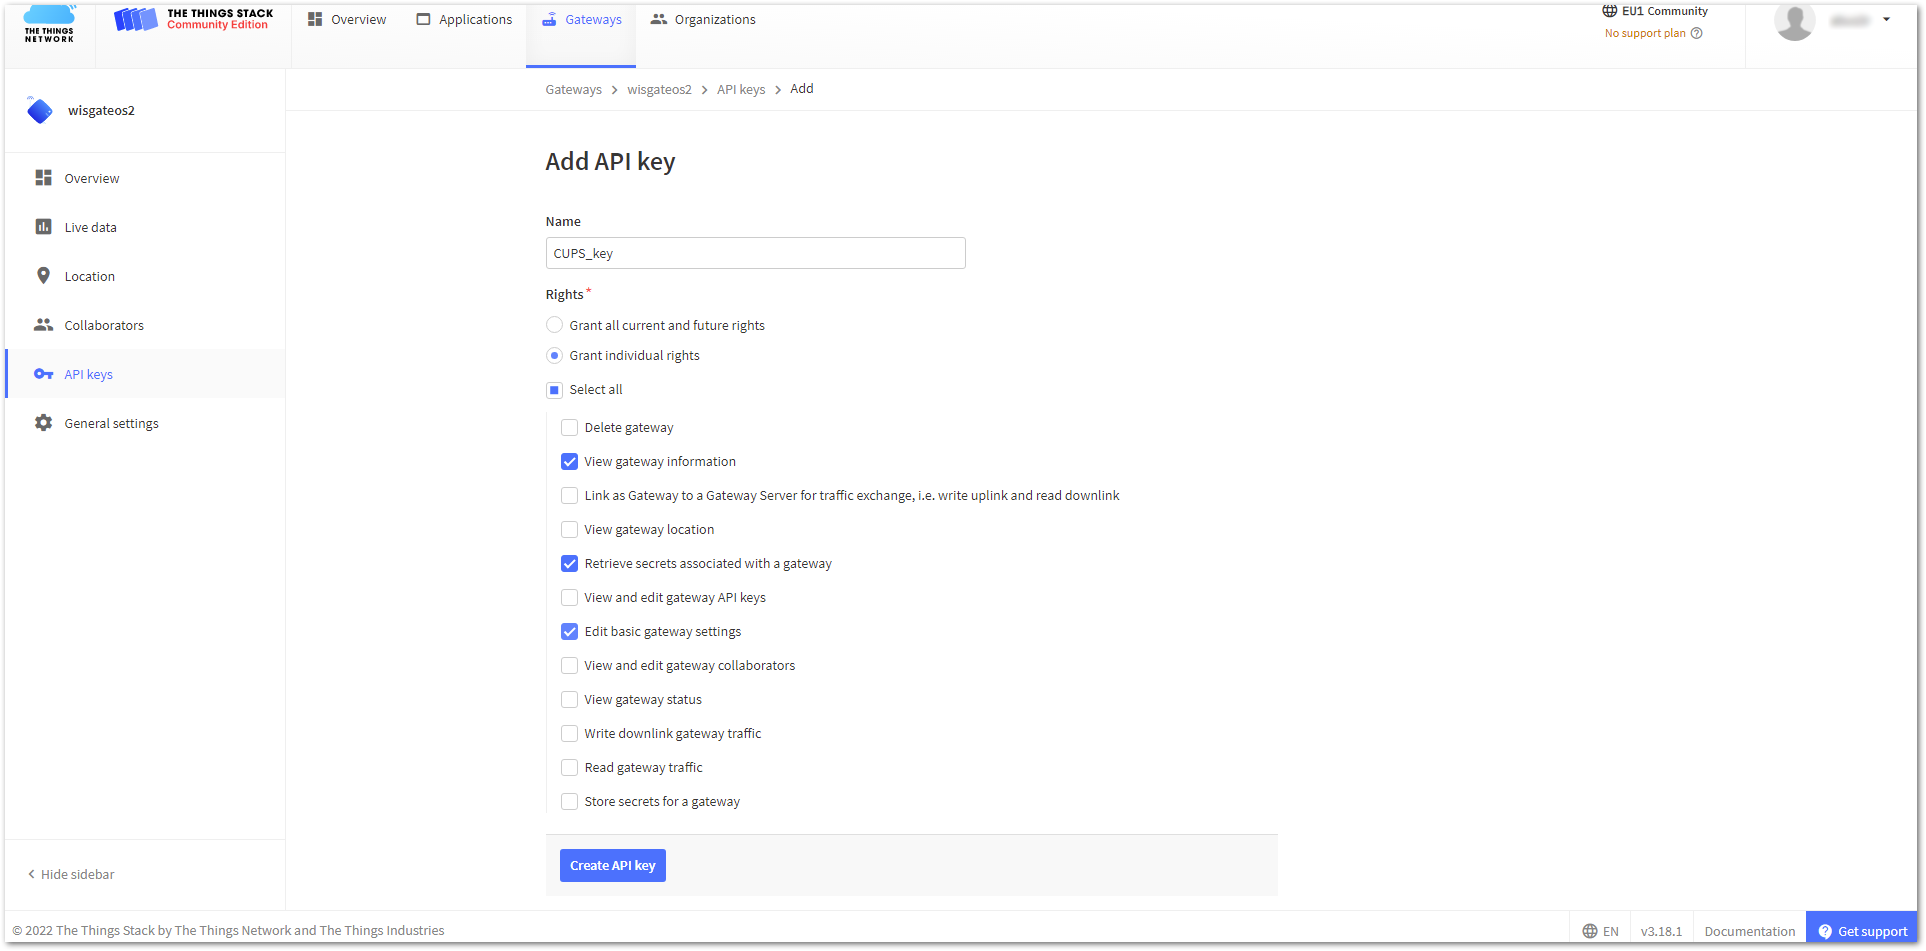 THE THINGS NETWORK
THE THINGS STACK
Community Edition
Overview
Applications
Gateways
Organizations
EU1 Community
No support plan
wisgateos2
Overview
Live data
Location
Collaborators
API keys
General settings
Hide sidebar
Gateways > wisgateos2 > API keys > Add
Add API key
Name
CUPS_key
Rights *
Grant all current and future rights
Grant individual rights
Select all
Delete gateway
View gateway information
Link as Gateway to a Gateway Server for traffic exchange, i.e. write uplink and read downlink
View gateway location
Retrieve secrets associated with a gateway
View and edit gateway API keys
Edit basic gateway settings
View and edit gateway collaborators
View gateway status
Write downlink gateway traffic
Read gateway traffic
Store secrets for a gateway
Create API key
© 2022 The Things Stack by The Things Network and The Things Industries
EN
v3.18.1
Documentation
Get support